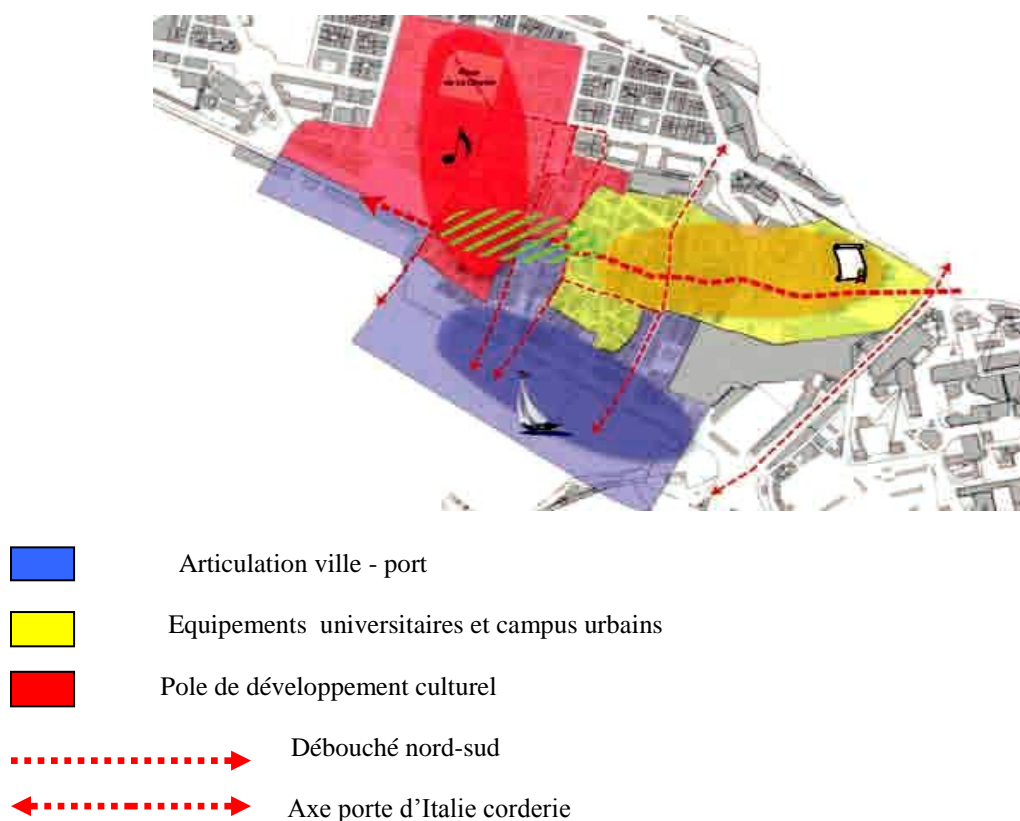 Articulation ville - port
Equipements universitaires et campus urbains
Pole de développement culturel
Débouché nord-sud
Axe porte d’Italie corderie